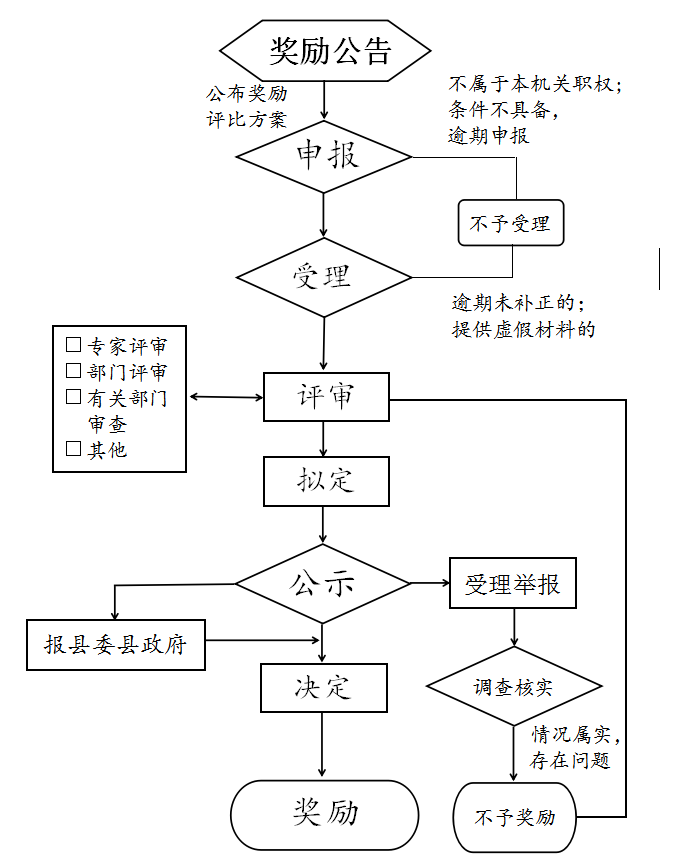 奖励公告
公布奖励
评比方案
不属于本机关职权；
条件不具备，
逾期申报
申报
不予受理
受理
逾期未补正的；
提供虚假材料的
□ 专家评审
□ 部门评审
□ 有关部门
审查
□ 其他
评审
拟定
公示
受理举报
报县委县政府
决定
调查核实
情况属实，
存在问题
奖励
不予奖励